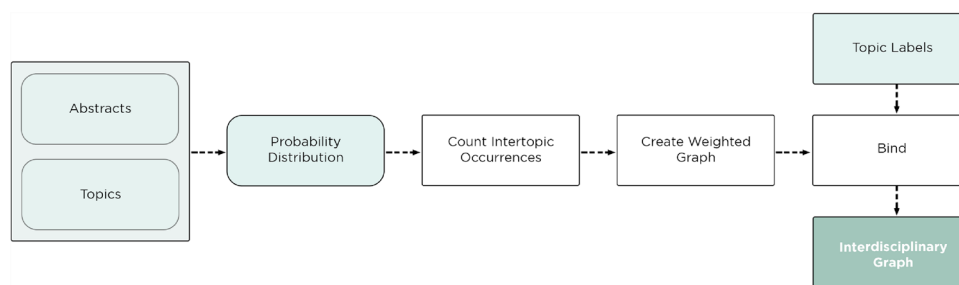 Abstracts
Topics
Probability
Distribution
Count Intertopic
Occurrences
Create Weighted
Graph
Topic Labels
Bind
Interdisciplinary
Graph